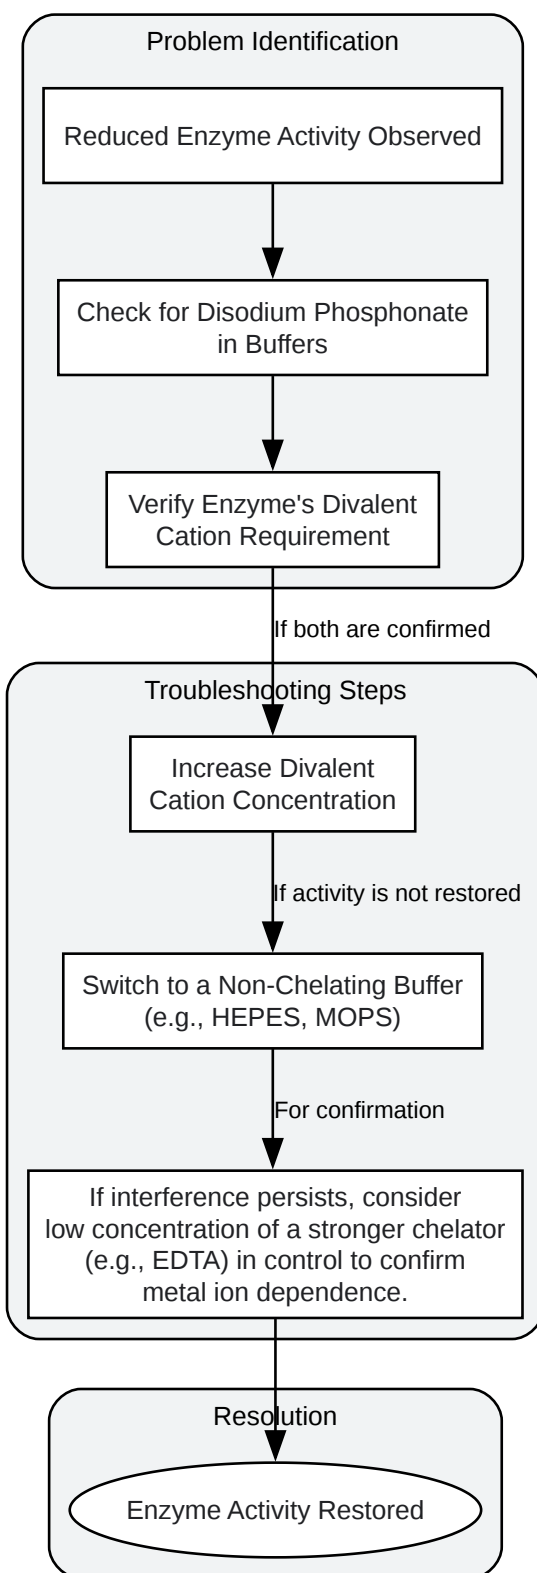 Problem Identification
Reduced Enzyme Activity Observed
Check for Disodium Phosphonate
in Buffers
Verify Enzyme's Divalent
Cation Requirement
If both are confirmed
Troubleshooting Steps
Increase Divalent
Cation Concentration
If activity is not restored
Switch to a Non-Chelating Buffer
(e.g., HEPES, MOPS)
For confirmation
If interference persists, consider
low concentration of a stronger chelator
(e.g., EDTA) in control to confirm
metal ion dependence.
Resolution
Enzyme Activity Restored